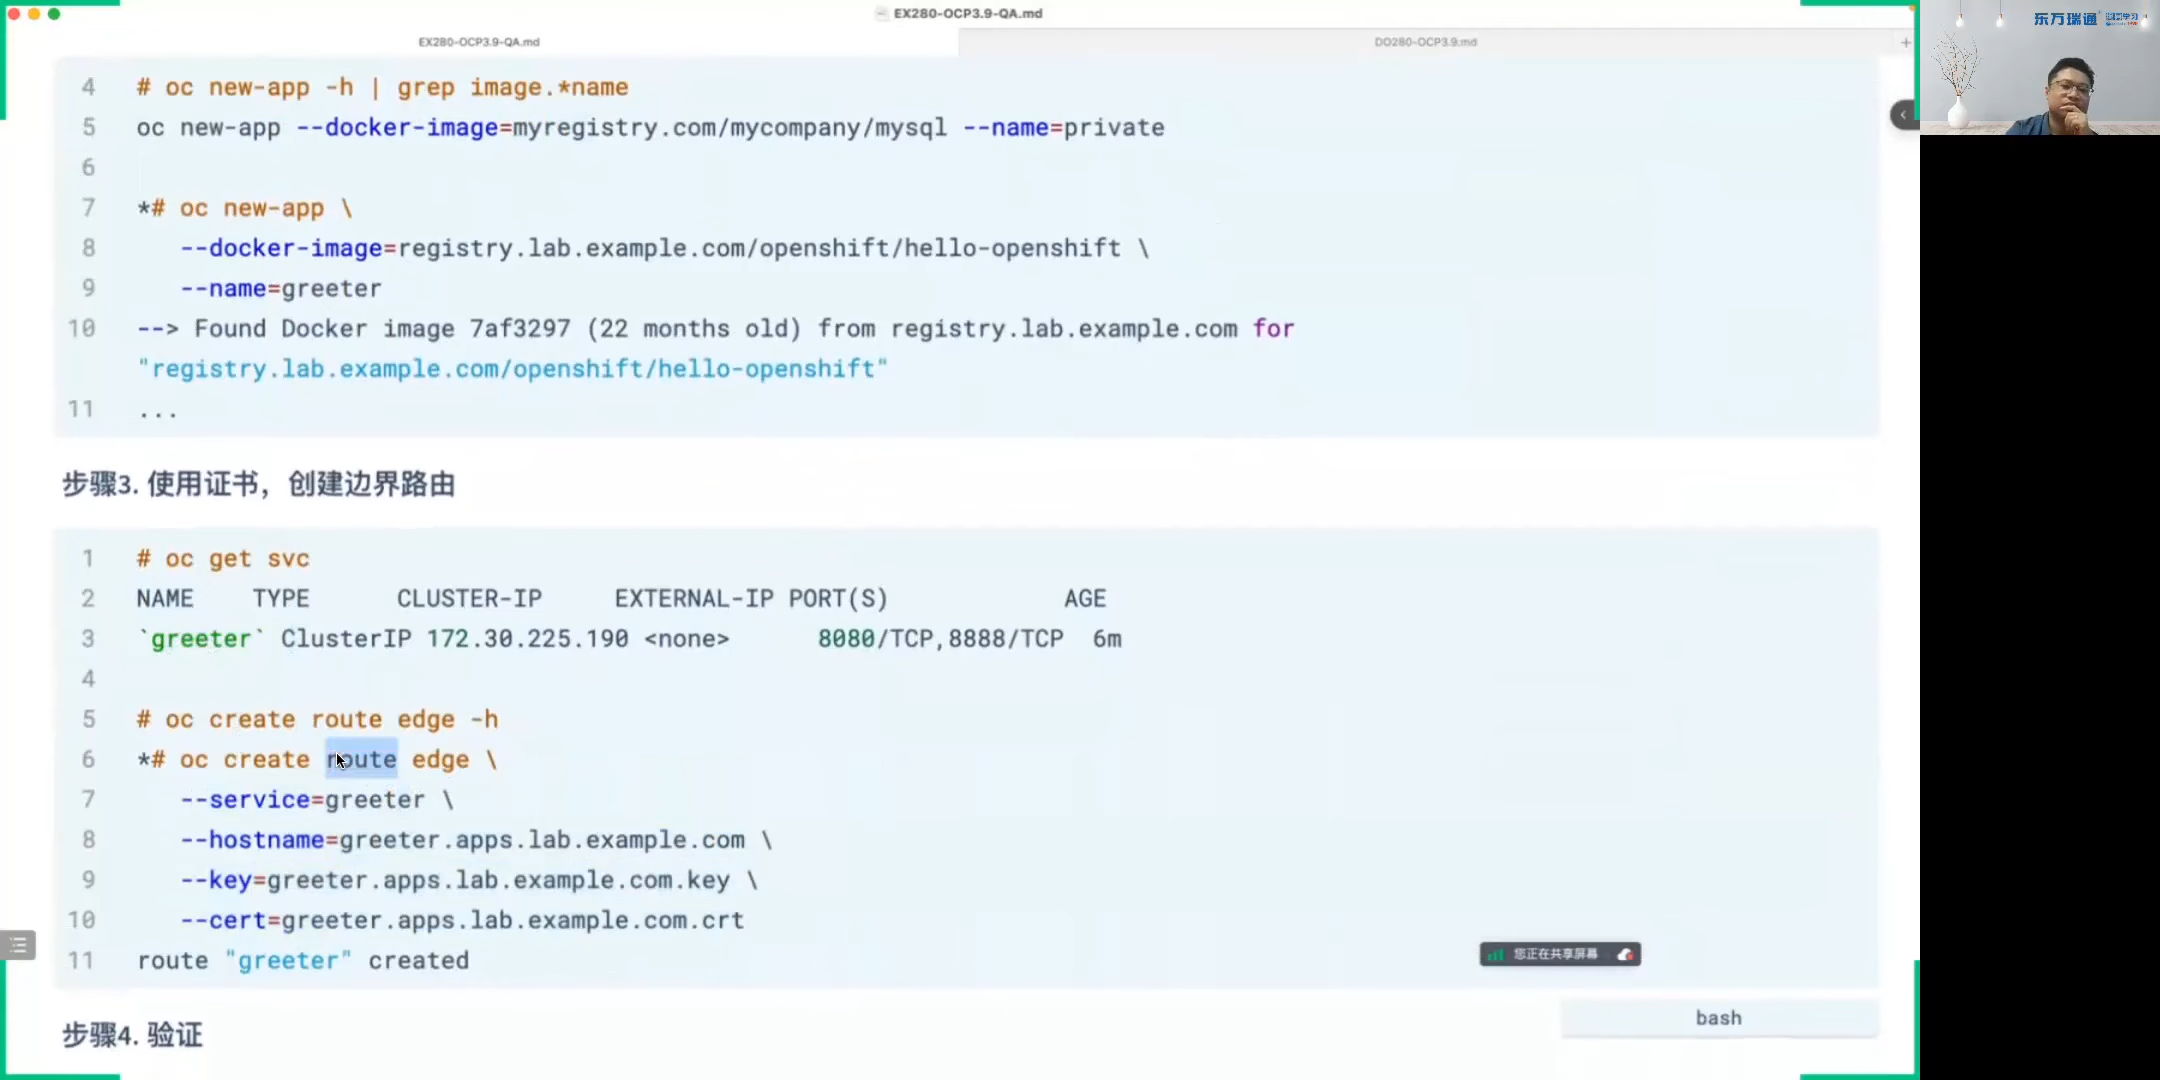 EX280-OCP3.9-QA.md
EX280-OCP3.9-QA.md
DO280-OCP3.9.md
+
4 # oc new-app -h | grep image.*name
5 oc new-app --docker-image=myregistry.com/mycompany/mysql --name=private
6
7 *# oc new-app \
8 --docker-image=registry.lab.example.com/openshift/hello-openshift \
9 --name=greeter
10 --> Found Docker image 7af3297 (22 months old) from registry.lab.example.com for
"registry.lab.example.com/openshift/hello-openshift"
11 ...
步骤3. 使用证书，创建边界路由
1 # oc get svc
2 NAME TYPE CLUSTER-IP EXTERNAL-IP PORT(S) AGE
3 `greeter` ClusterIP 172.30.225.190 <none> 8080/TCP,8888/TCP 6m
4
5 # oc create route edge -h
6 *# oc create route edge \
7 --service=greeter \
8 --hostname=greeter.apps.lab.example.com \
9 --key=greeter.apps.lab.example.com.key \
10 --cert=greeter.apps.lab.example.com.crt
11 route "greeter" created
您正在共享屏幕
bash
步骤4. 验证
东方瑞通